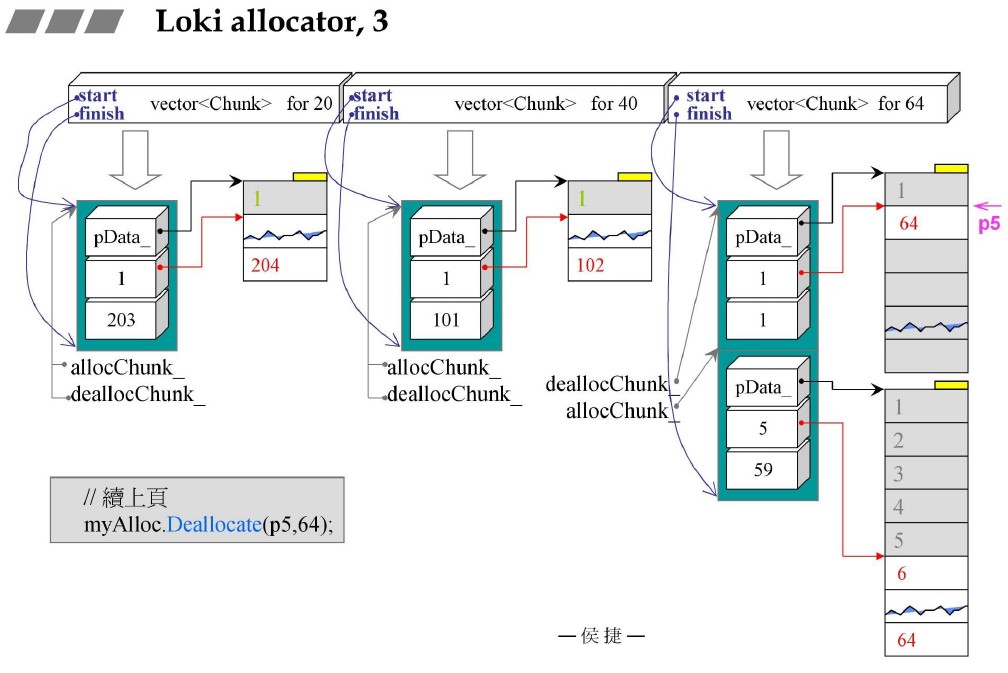 Loki allocator, 3
start
finish
vector<Chunk> for 20
start
finish
vector<Chunk> for 40
start
finish
vector<Chunk> for 64
pData_
1
203
1
204
allocChunk_
deallocChunk_
pData_
1
101
1
102
allocChunk_
deallocChunk_
pData_
1
1
1
64
p5
deallocChunk_
allocChunk_
pData_
5
59
1
2
3
4
5
6
64
// 續上頁
myAlloc.Deallocate(p5,64);
— 侯 捷 —